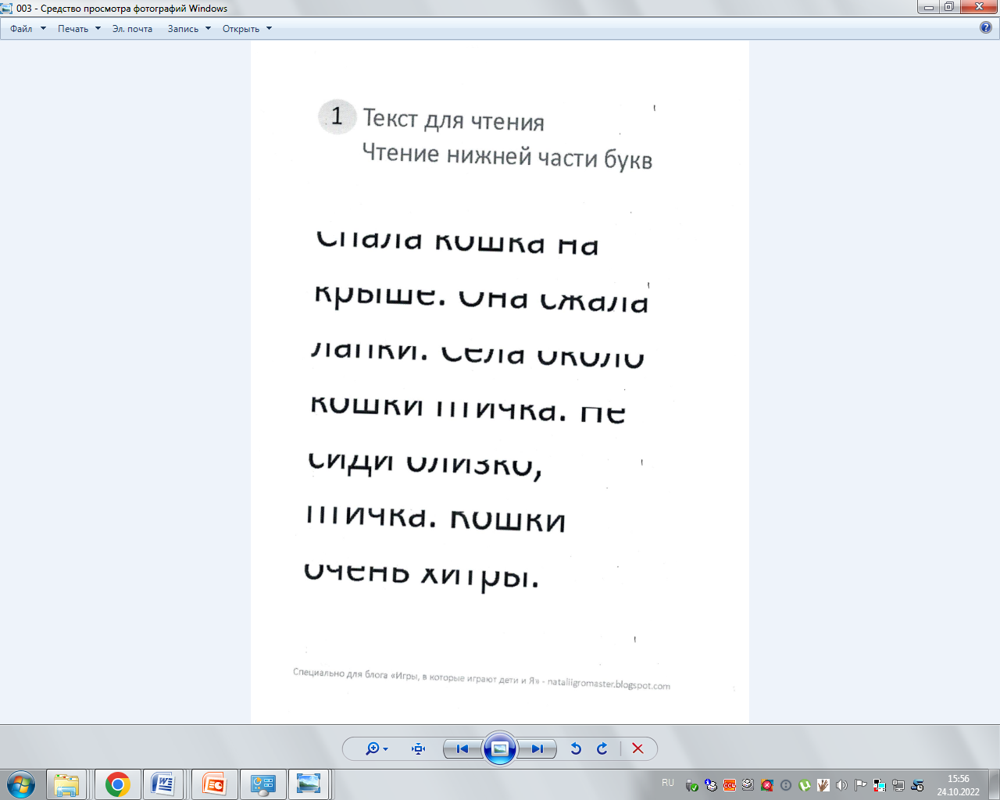 003 - Средство просмотра фотографий Windows
Файл Печать Эл. почта Запись Открыть
1 Текст для чтения
Чтение нижней части букв
Спала кошка на
крыше. Она сжала
лапки. Села около
кошки птичка. Не
сиди близко,
птичка. Кошки
очень хитры.
Специально для блога «Игры, в которые играют дети и Я» - nataliigromaster.blogspot.com
RU 15:56
24.10.2022